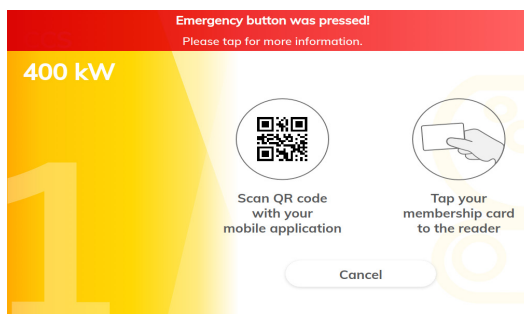 Emergency button was pressed!
Please tap for more information.
400 kW
1
Scan QR code
with your
mobile application
Tap your
membership card
to the reader
Cancel